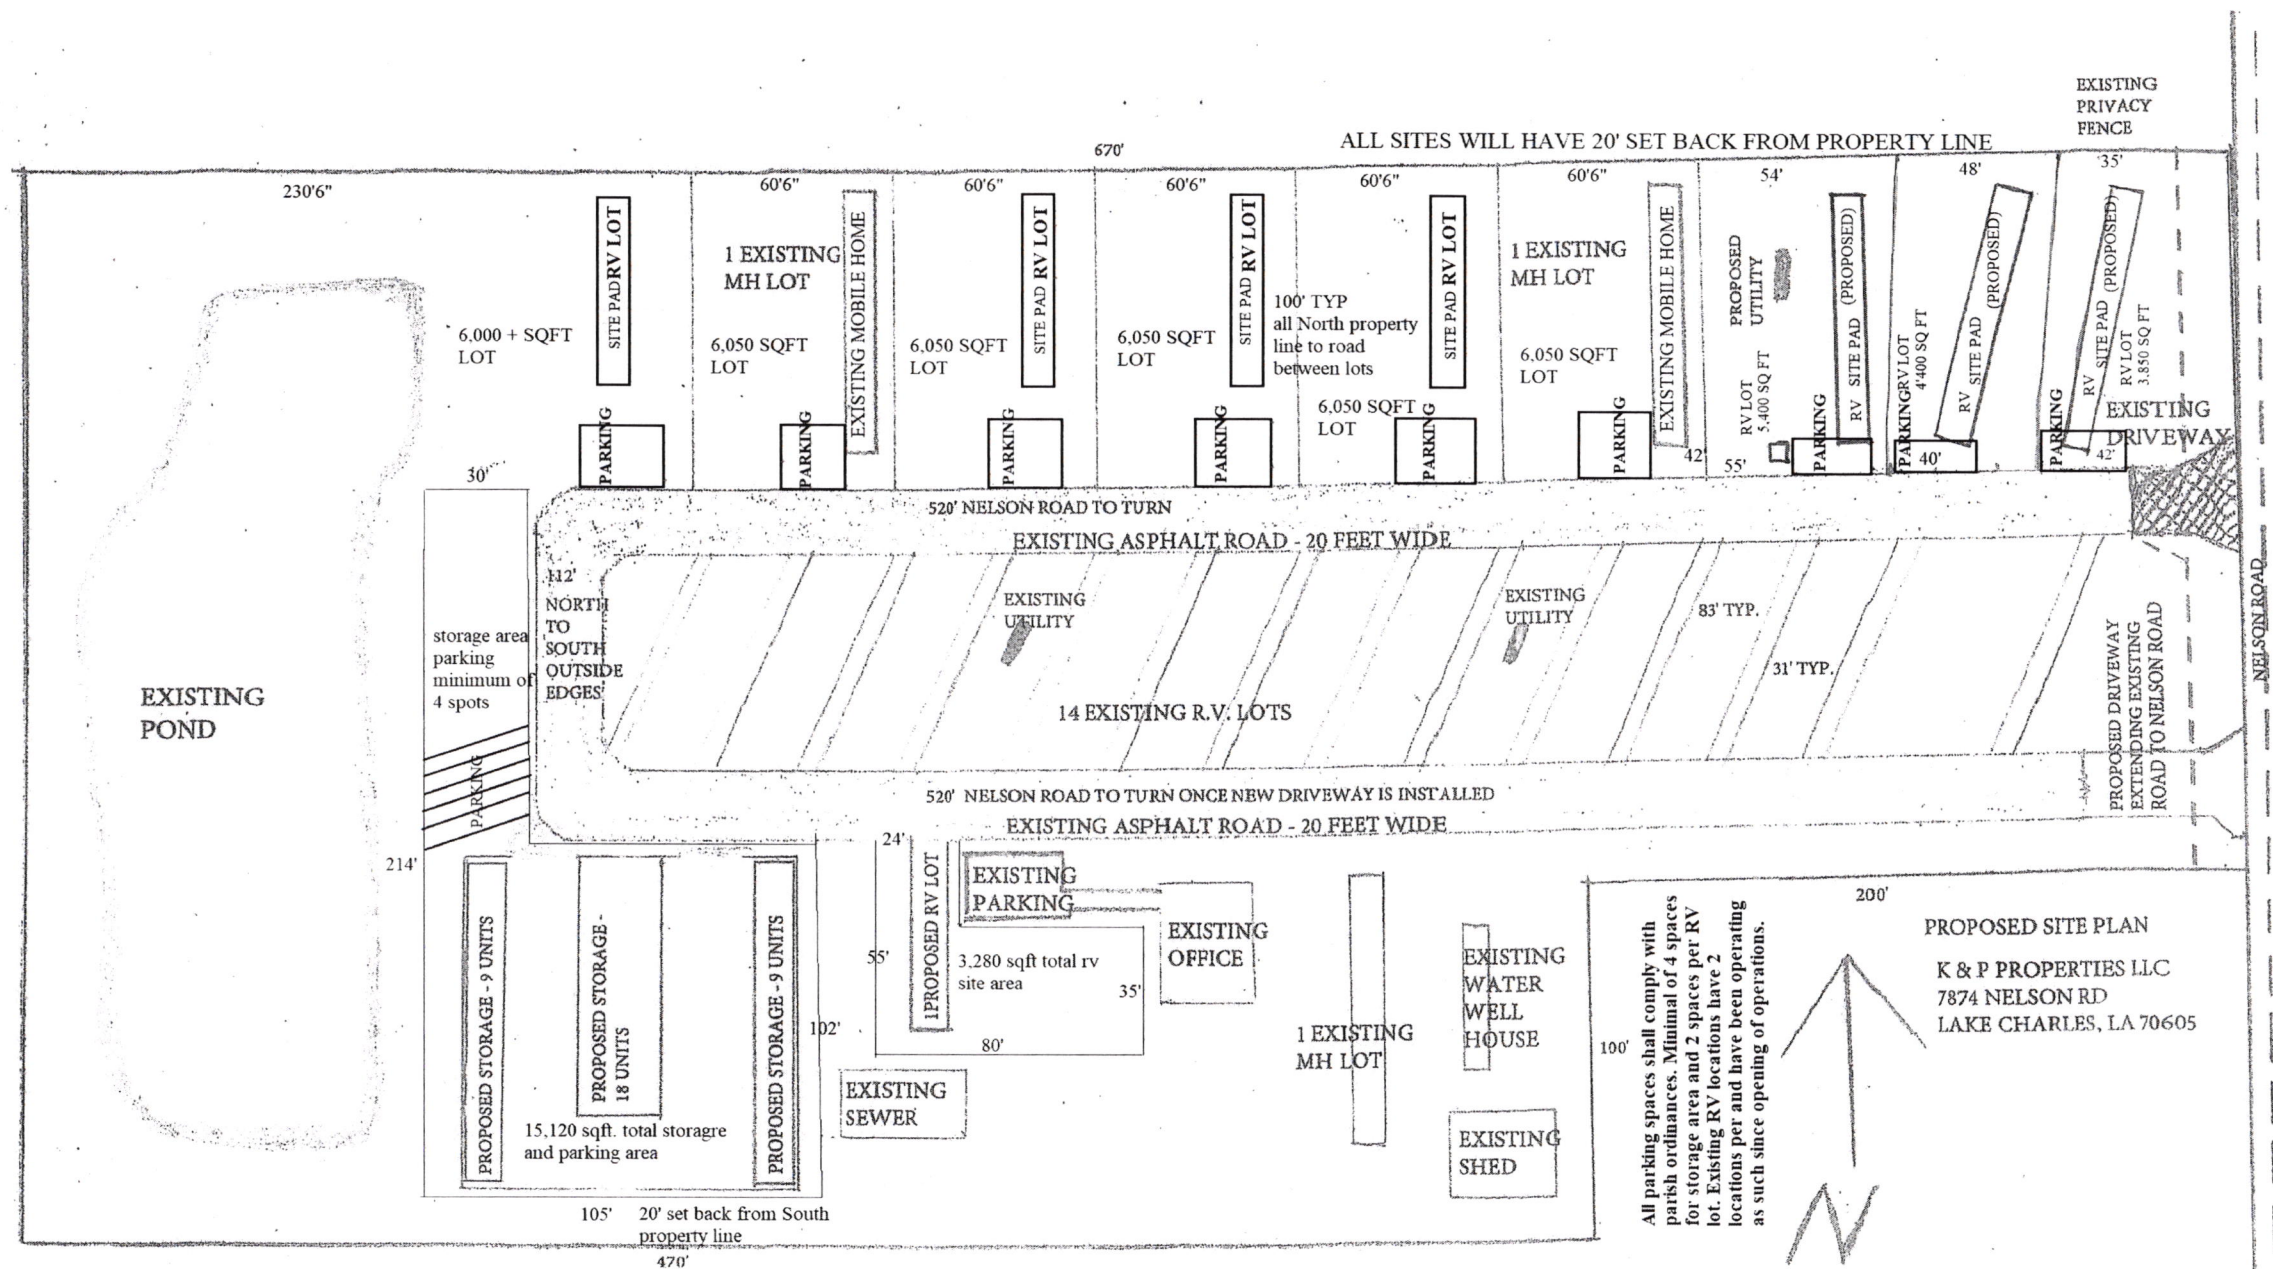 EXISTING
PRIVACY
FENCE
ALL SITES WILL HAVE 20' SET BACK FROM PROPERTY LINE
670'
230'6"
60'6"
60'6"
60'6"
60'6"
60'6"
54'
48'
35'
6,000 + SQFT
LOT
SITE PAD RV LOT
PARKING
1 EXISTING
MH LOT
6,050 SQFT
LOT
EXISTING MOBILE HOME
PARKING
6,050 SQFT
LOT
SITE PAD RV LOT
PARKING
6,050 SQFT
LOT
SITE PAD RV LOT
PARKING
100' TYP
all North property
line to road
between lots
6,050 SQFT
LOT
SITE PAD RV LOT
PARKING
1 EXISTING
MH LOT
6,050 SQFT
LOT
EXISTING MOBILE HOME
PARKING
42'
PROPOSED
UTILITY
RV LOT
5.400 SQ FT
55'
RV SITE PAD (PROPOSED)
PARKING
RV LOT
4'400 SQ FT
RV SITE PAD (PROPOSED)
PARKING
40'
RV SITE PAD (PROPOSED)
RV LOT
3.850 SQ FT
PARKING
42'
EXISTING
DRIVEWAY
30'
520' NELSON ROAD TO TURN
EXISTING ASPHALT ROAD - 20 FEET WIDE
112'
NORTH
TO
SOUTH
OUTSIDE
EDGES
storage area
parking
minimum of
4 spots
PARKING
EXISTING
UTILITY
EXISTING
UTILITY
83' TYP.
31' TYP.
14 EXISTING R.V. LOTS
EXISTING
POND
PROPOSED DRIVEWAY
EXTENDING EXISTING
ROAD TO NELSON ROAD
NELSON ROAD
520' NELSON ROAD TO TURN ONCE NEW DRIVEWAY IS INSTALLED
EXISTING ASPHALT ROAD - 20 FEET WIDE
214'
PROPOSED STORAGE - 9 UNITS
PROPOSED STORAGE -
18 UNITS
PROPOSED STORAGE - 9 UNITS
102'
15,120 sqft. total storagre
and parking area
105'
20' set back from South
property line
470'
24'
1PROPOSED RV LOT
55'
EXISTING
PARKING
3,280 sqft total rv
site area
35'
80'
EXISTING
OFFICE
EXISTING
SEWER
1 EXISTING
MH LOT
EXISTING
WATER
WELL
HOUSE
EXISTING
SHED
100'
200'
All parking spaces shall comply with
parish ordinances. Minimal of 4 spaces
for storage area and 2 spaces per RV
lot. Existing RV locations have 2
locations per and have been operating
as such since opening of operations.
PROPOSED SITE PLAN
K & P PROPERTIES LLC
7874 NELSON RD
LAKE CHARLES, LA 70605
N